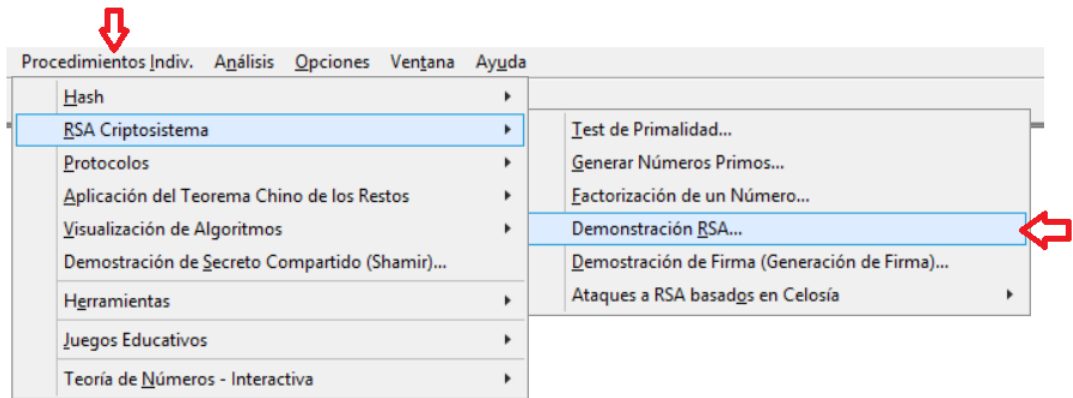 Procedimientos Indiv. Análisis Opciones Ventana Ayuda
Hash
RSA Criptosistema
Protocolos
Aplicación del Teorema Chino de los Restos
Visualización de Algoritmos
Demostración de Secreto Compartido (Shamir)...
Herramientas
Juegos Educativos
Teoría de Números - Interactiva
Test de Primalidad...
Generar Números Primos...
Factorización de un Número...
Demonstración RSA...
Demostración de Firma (Generación de Firma)...
Ataques a RSA basados en Celosía